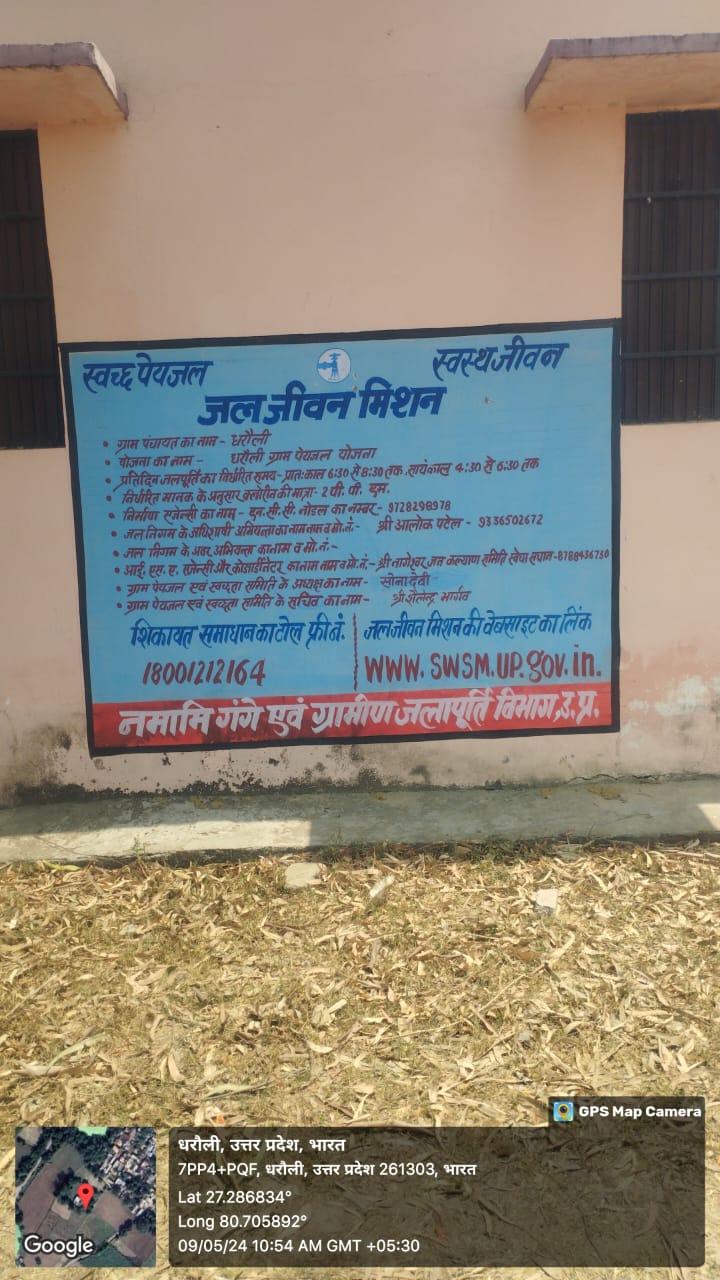 स्वच्छ पेयजल
स्वस्थ जीवन
जल जीवन मिशन
• ग्राम पंचायत का नाम - धरौली
• योजना का नाम - धरौली ग्राम पेयजल योजना
• प्रतिदिन जलपूर्ति का निर्धारित समय - प्रातः काल 6:30 से 8:30 तक, सायंकाल 4:30 से 6:30 तक
• निर्धारित मानक के अनुसार क्लोरीन की मात्रा - 2 पी. पी. एम.
• निर्माण एजेन्सी का नाम - एन. सी. सी. नोडल का नम्बर - 9728298978
• जल निगम के अधिशाषी अभियन्ता का नाम व मो. नं. - श्री आलोक पटेल - 9336502672
• जल निगम के अवर अभियन्ता का नाम व मो. नं. -
• आई. एस. ए. एजेन्सी और कोआर्डीनेटर का नाम व मो. नं. - श्री नागेश्वर जन कल्याण समिति - 8788436730
• ग्राम पेयजल एवं स्वच्छता समिति के अध्यक्ष का नाम - सोना देवी
• ग्राम पेयजल एवं स्वच्छता समिति के सचिव का नाम - श्री शैलेन्द्र भार्गव
शिकायत समाधान का टोल फ्री नं.
18001212164
जल जीवन मिशन की वेबसाइट का लिंक
www.swsm.up.gov.in.
नमामि गंगे एवं ग्रामीण जलापूर्ति विभाग, उ.प्र.
GPS Map Camera
धरौली, उत्तर प्रदेश, भारत
7PP4+PQF, धरौली, उत्तर प्रदेश 261303, भारत
Lat 27.286834°
Long 80.705892°
09/05/24 10:54 AM GMT +05:30
Google